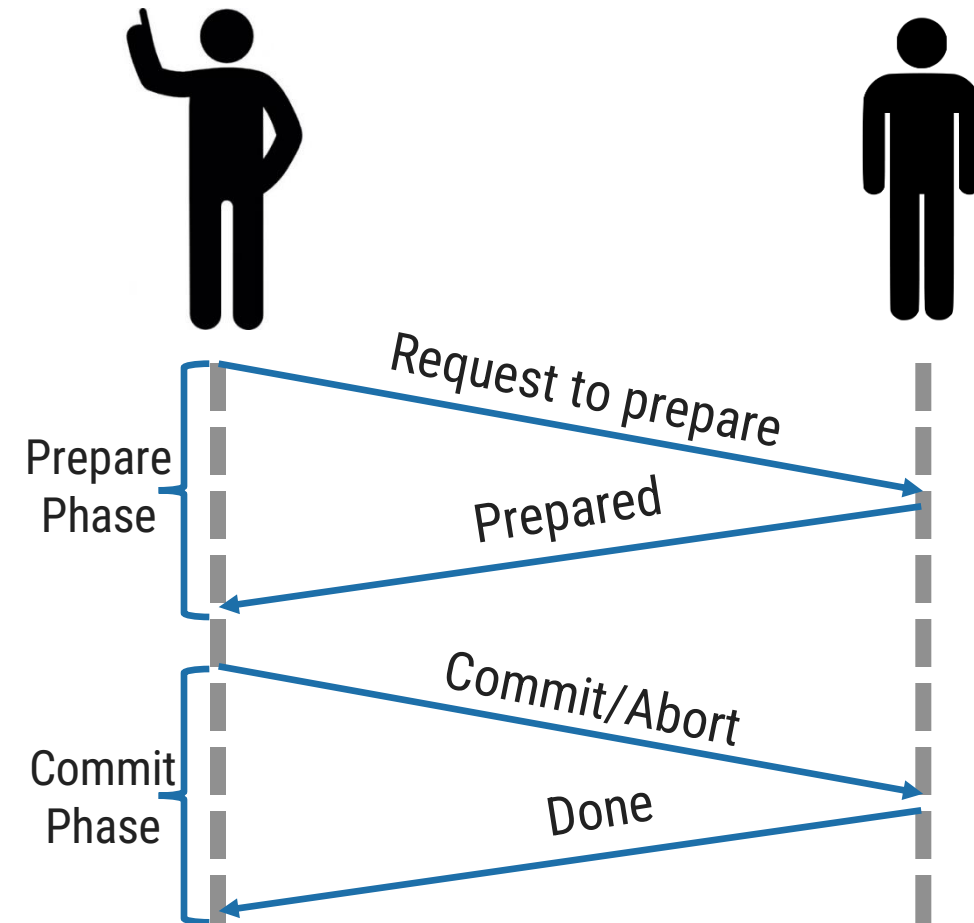 Request to prepare
Prepare
Phase
Prepared
Commit/Abort
Commit
Phase
Done